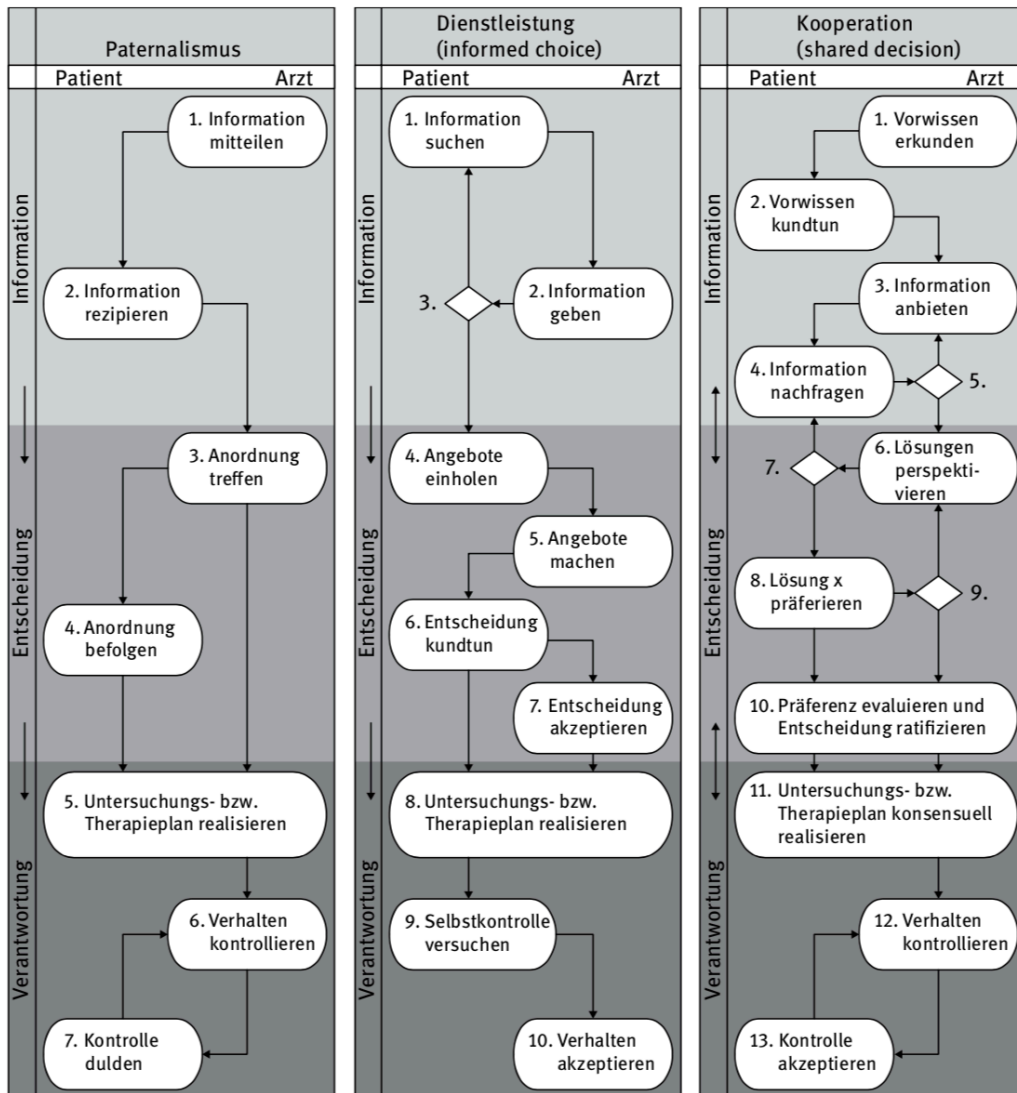 Paternalismus
Patient Arzt
Information
Entscheidung
Verantwortung
1. Information
mitteilen
2. Information
rezipieren
3. Anordnung
treffen
4. Anordnung
befolgen
5. Untersuchungs- bzw.
Therapieplan realisieren
6. Verhalten
kontrollieren
7. Kontrolle
dulden
Dienstleistung
(informed choice)
Patient Arzt
Information
Entscheidung
Verantwortung
1. Information
suchen
2. Information
geben
3.
4. Angebote
einholen
5. Angebote
machen
6. Entscheidung
kundtun
7. Entscheidung
akzeptieren
8. Untersuchungs- bzw.
Therapieplan realisieren
9. Selbstkontrolle
versuchen
10. Verhalten
akzeptieren
Kooperation
(shared decision)
Patient Arzt
Information
Entscheidung
Verantwortung
1. Vorwissen
erkunden
2. Vorwissen
kundtun
3. Information
anbieten
4. Information
nachfragen
5.
6. Lösungen
perspekti-
vieren
7.
8. Lösung x
präferieren
9.
10. Präferenz evaluieren und
Entscheidung ratifizieren
11. Untersuchungs- bzw.
Therapieplan konsensuell
realisieren
12. Verhalten
kontrollieren
13. Kontrolle
akzeptieren